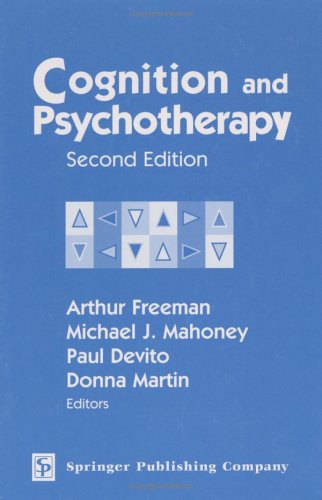 Cognition and
Psychotherapy
Second Edition
Arthur Freeman
Michael J. Mahoney
Paul Devito
Donna Martin
Editors
SP Springer Publishing Company